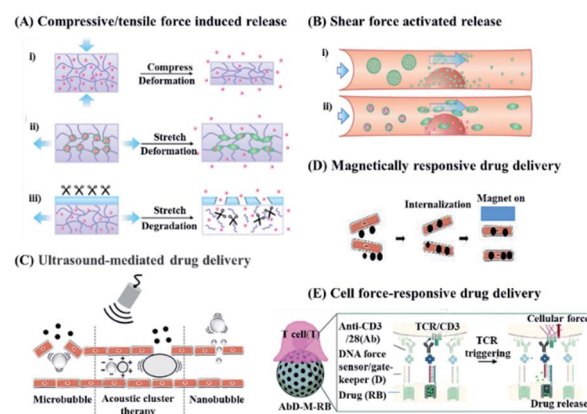 (A) Compressive/tensile force induced release
i)
Compress
Deformation
ii)
Stretch
Deformation
iii)
Stretch
Degradation
(B) Shear force activated release
i)
ii)
(D) Magnetically responsive drug delivery
Internalization
Magnet on
(C) Ultrasound-mediated drug delivery
Microbubble
Acoustic cluster
therapy
Nanobubble
(E) Cell force-responsive drug delivery
T cell(T)
AbD-M-RB
Anti-CD3
/28(Ab)
DNA force
sensor/gate-
keeper (D)
Drug (RB)
TCR/CD3
TCR
triggering
Cellular force
Drug release